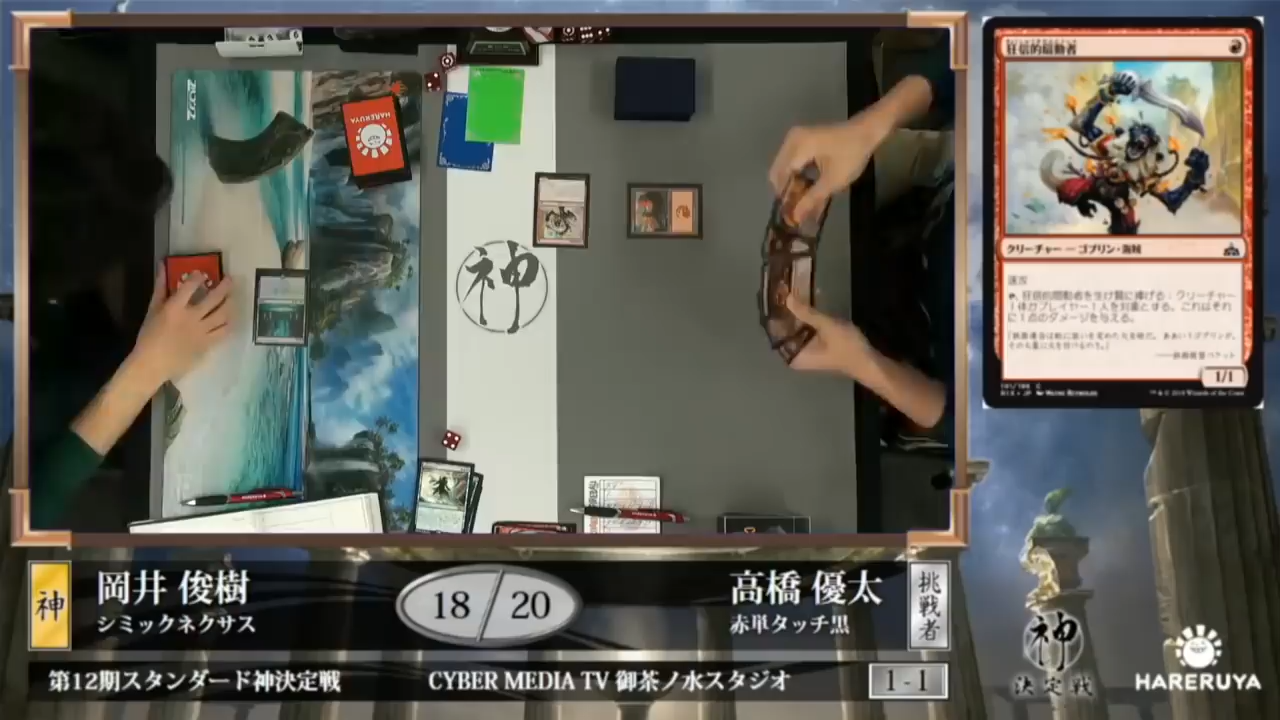 狂信的扇動者
クリーチャー ― ゴブリン・海賊
速攻
1/1
HARERUYA
神
神
岡井 俊樹
シミックネクサス
18 / 20
高橋 優太
赤単タッチ黒
挑戦者
第12期スタンダード神決定戦
CYBER MEDIA TV 御茶ノ水スタジオ
1 - 1
神
決定戦
HARERUYA